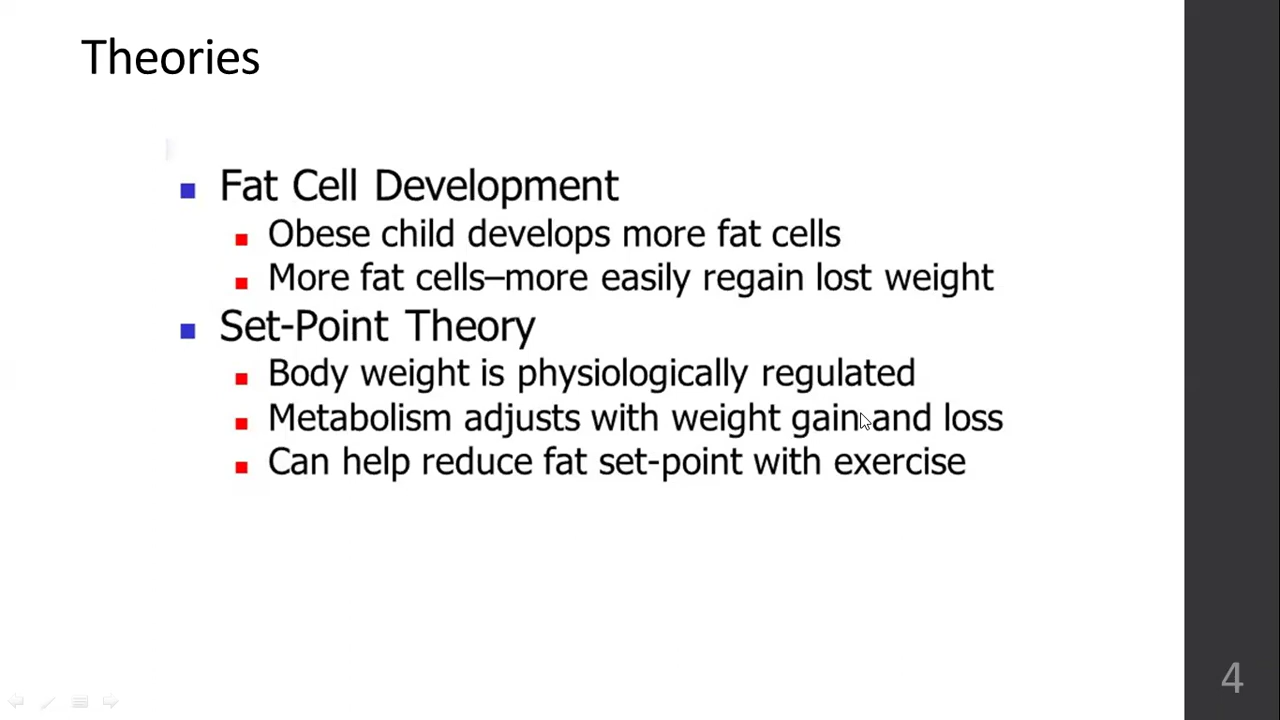 Theories
Fat Cell Development
Obese child develops more fat cells
More fat cells–more easily regain lost weight
Set-Point Theory
Body weight is physiologically regulated
Metabolism adjusts with weight gain and loss
Can help reduce fat set-point with exercise
4